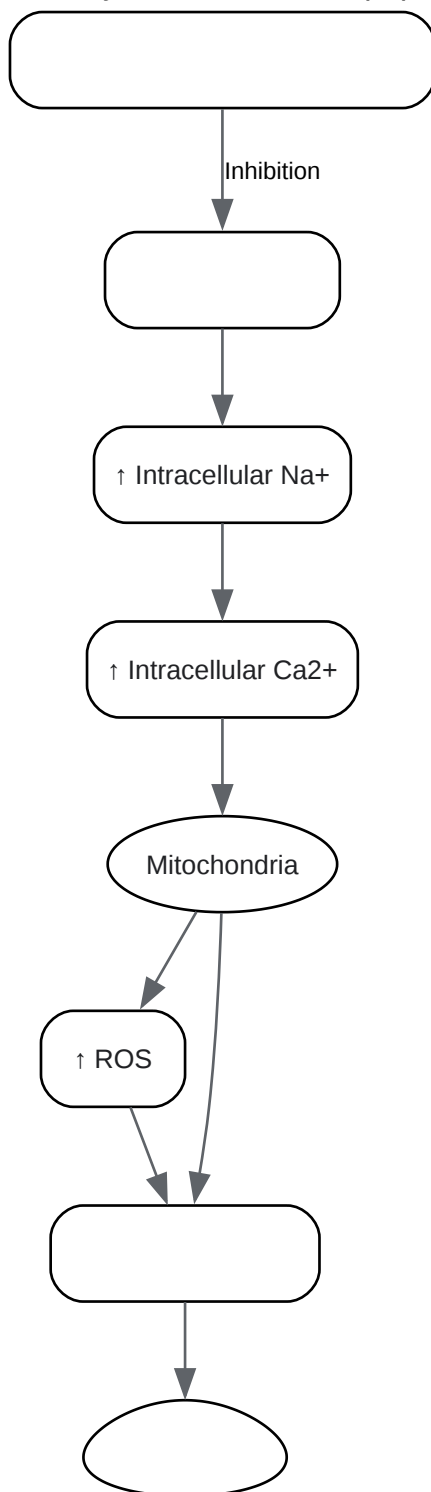 Inhibition
↑ Intracellular Na+
↑ Intracellular Ca2+
Mitochondria
↑ ROS